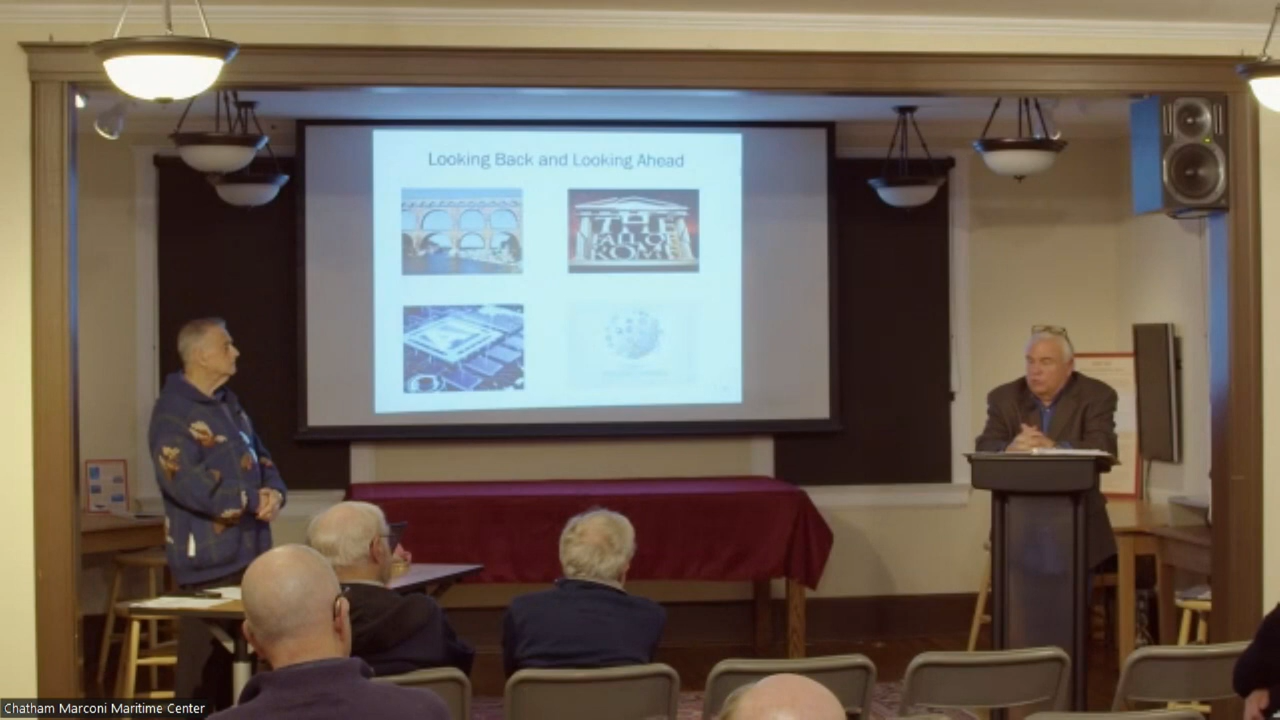 Looking Back and Looking Ahead
THE
FALL OF
ROME
Chatham Marconi Maritime Center